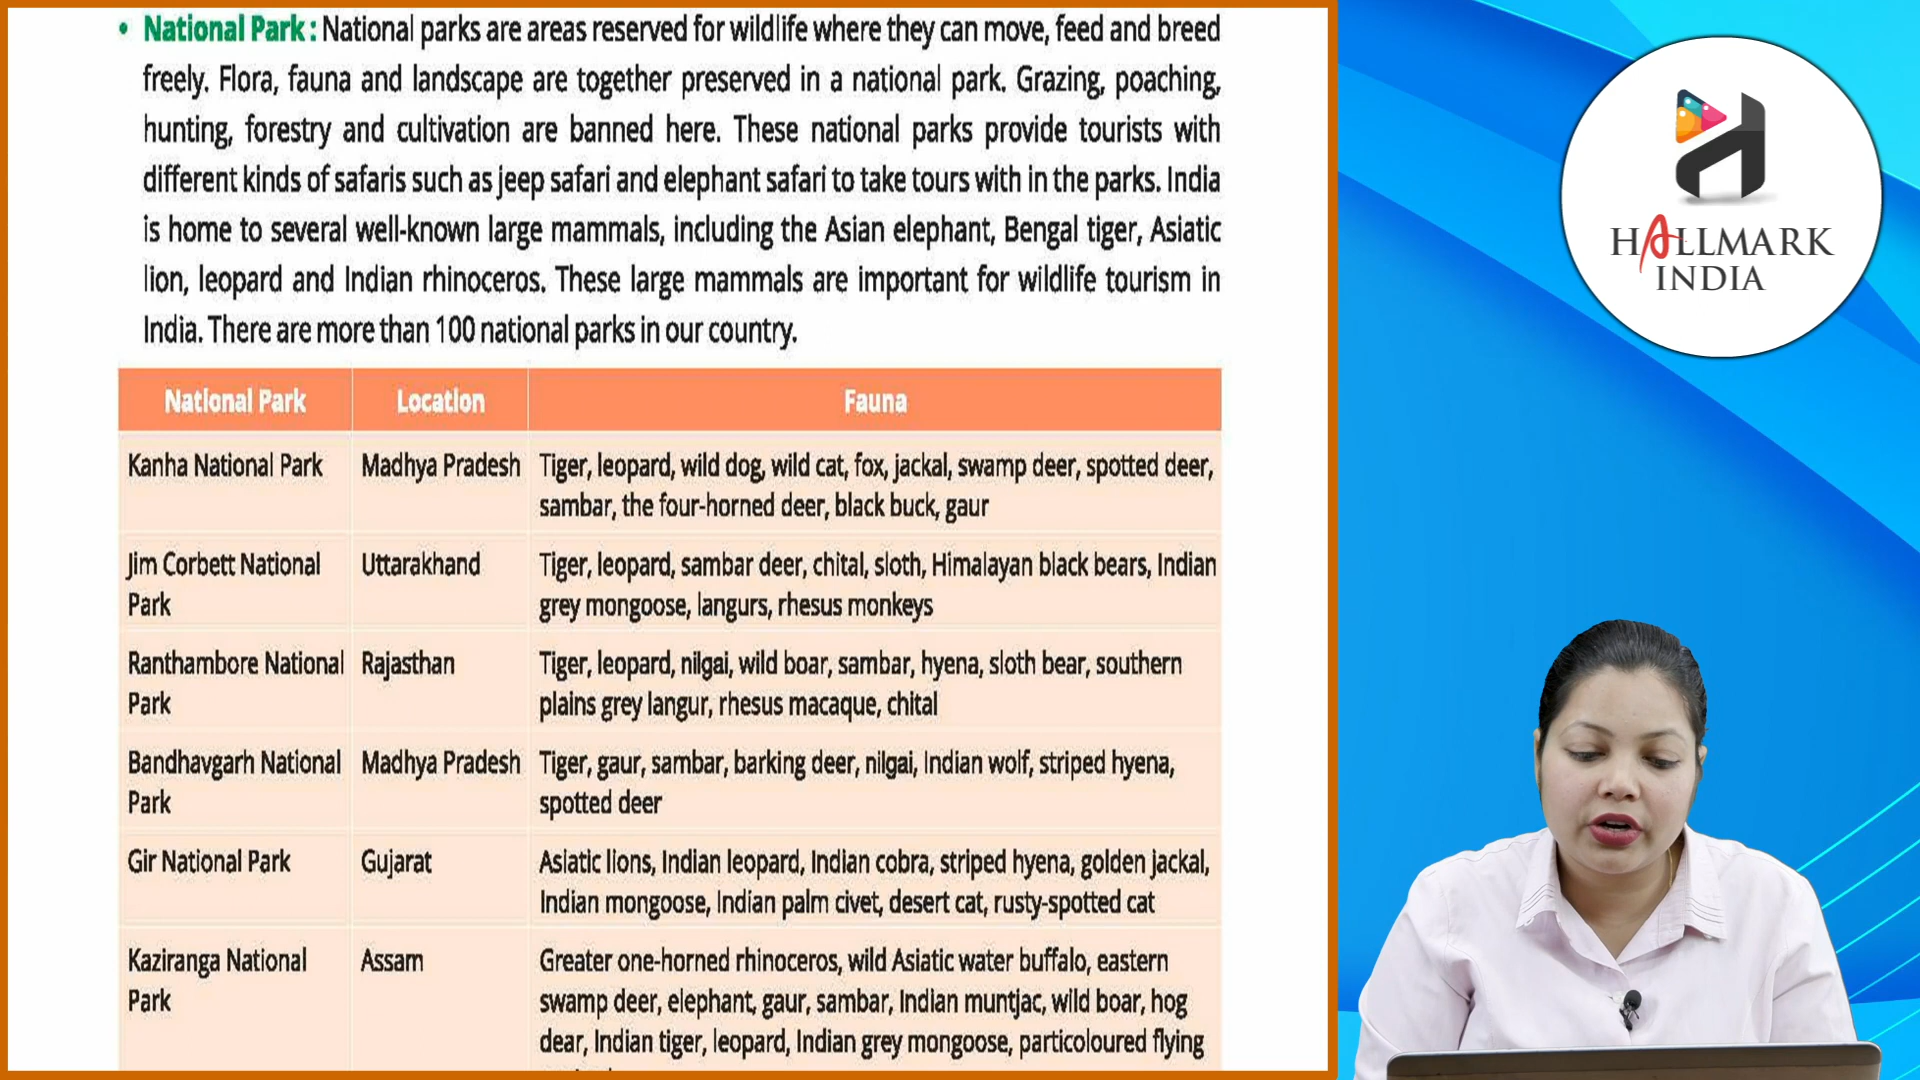 • National Park : National parks are areas reserved for wildlife where they can move, feed and breed
freely. Flora, fauna and landscape are together preserved in a national park. Grazing, poaching,
hunting, forestry and cultivation are banned here. These national parks provide tourists with
different kinds of safaris such as jeep safari and elephant safari to take tours with in the parks. India
is home to several well-known large mammals, including the Asian elephant, Bengal tiger, Asiatic
lion, leopard and Indian rhinoceros. These large mammals are important for wildlife tourism in
India. There are more than 100 national parks in our country.
National Park Location Fauna
Kanha National Park Madhya Pradesh Tiger, leopard, wild dog, wild cat, fox, jackal, swamp deer, spotted deer,
sambar, the four-horned deer, black buck, gaur
Jim Corbett National Uttarakhand Tiger, leopard, sambar deer, chital, sloth, Himalayan black bears, Indian
Park grey mongoose, langurs, rhesus monkeys
Ranthambore National Rajasthan Tiger, leopard, nilgai, wild boar, sambar, hyena, sloth bear, southern
Park plains grey langur, rhesus macaque, chital
Bandhavgarh National Madhya Pradesh Tiger, gaur, sambar, barking deer, nilgai, Indian wolf, striped hyena,
Park spotted deer
Gir National Park Gujarat Asiatic lions, Indian leopard, Indian cobra, striped hyena, golden jackal,
Indian mongoose, Indian palm civet, desert cat, rusty-spotted cat
Kaziranga National Assam Greater one-horned rhinoceros, wild Asiatic water buffalo, eastern
Park swamp deer, elephant, gaur, sambar, Indian muntjac, wild boar, hog
dear, Indian tiger, leopard, Indian grey mongoose, particoloured flying
HALLMARK
INDIA